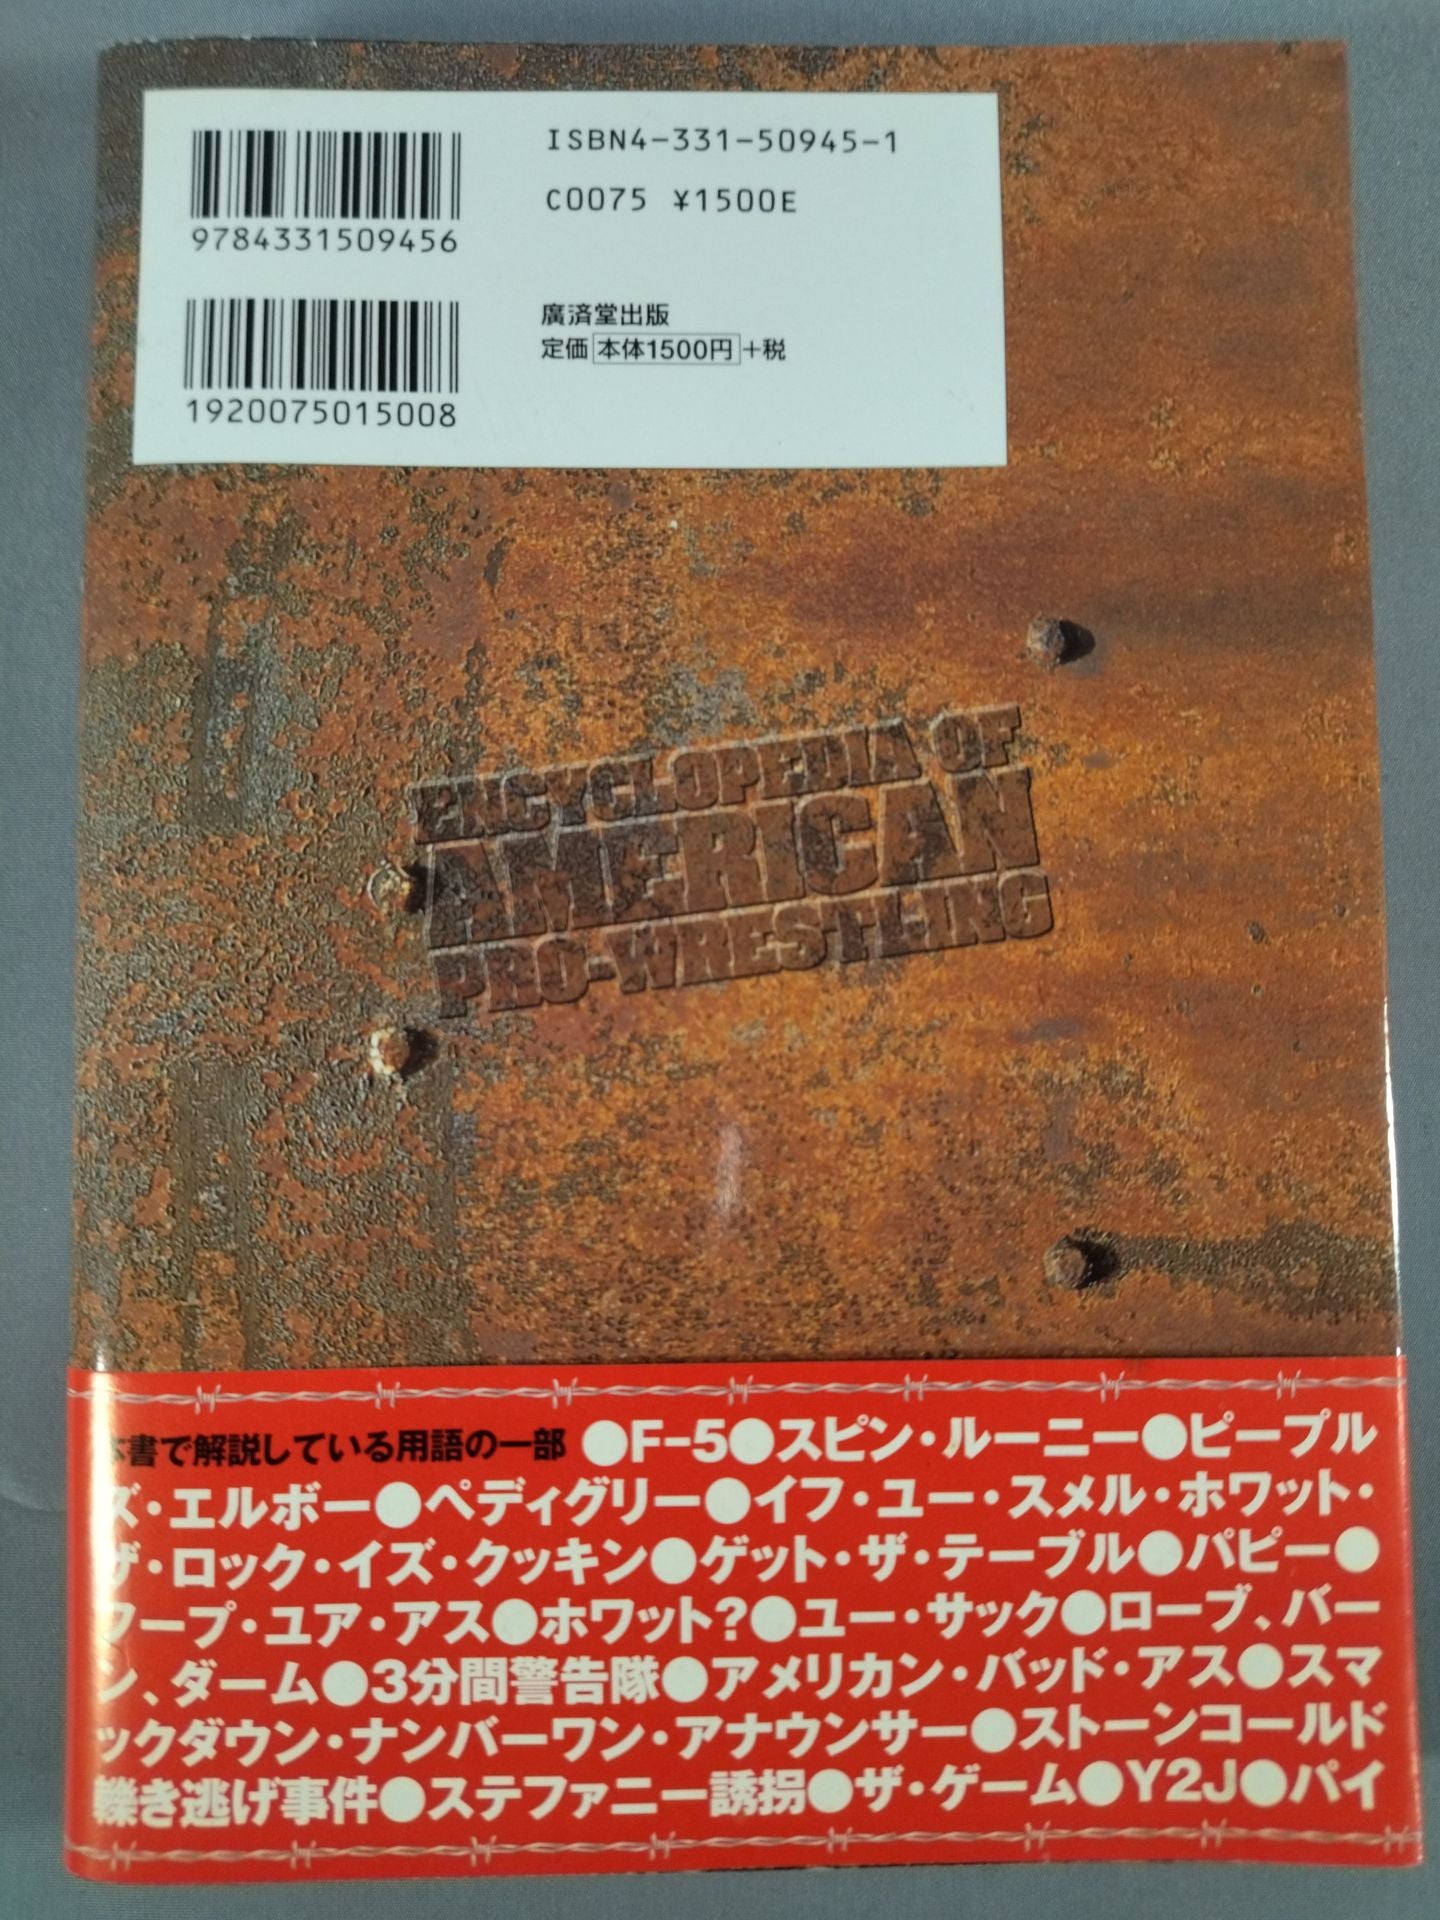 ISBN4-331-50945-1
C0075 ¥1500E
9784331509456
廣済堂出版
定価 本体1500円 +税
1920075015008
ENCYCLOPEDIA OF
AMERICAN
PRO-WRESTLING
本書で解説している用語の一部 ●F-5●スピン・ルーニー●ピープル
ズ・エルボー●ペディグリー●イフ・ユー・スメル・ホワット・
ザ・ロック・イズ・クッキン●ゲット・ザ・テーブル●パピー●
ワープ・ユア・アス●ホワット?●ユー・サック●ローブ、バー
ン、ダーム●3分間警告隊●アメリカン・バッド・アス●スマ
ックダウン・ナンバーワン・アナウンサー●ストーンコールド
轢き逃げ事件●ステファニー誘拐●ザ・ゲーム●Y2J●パイ